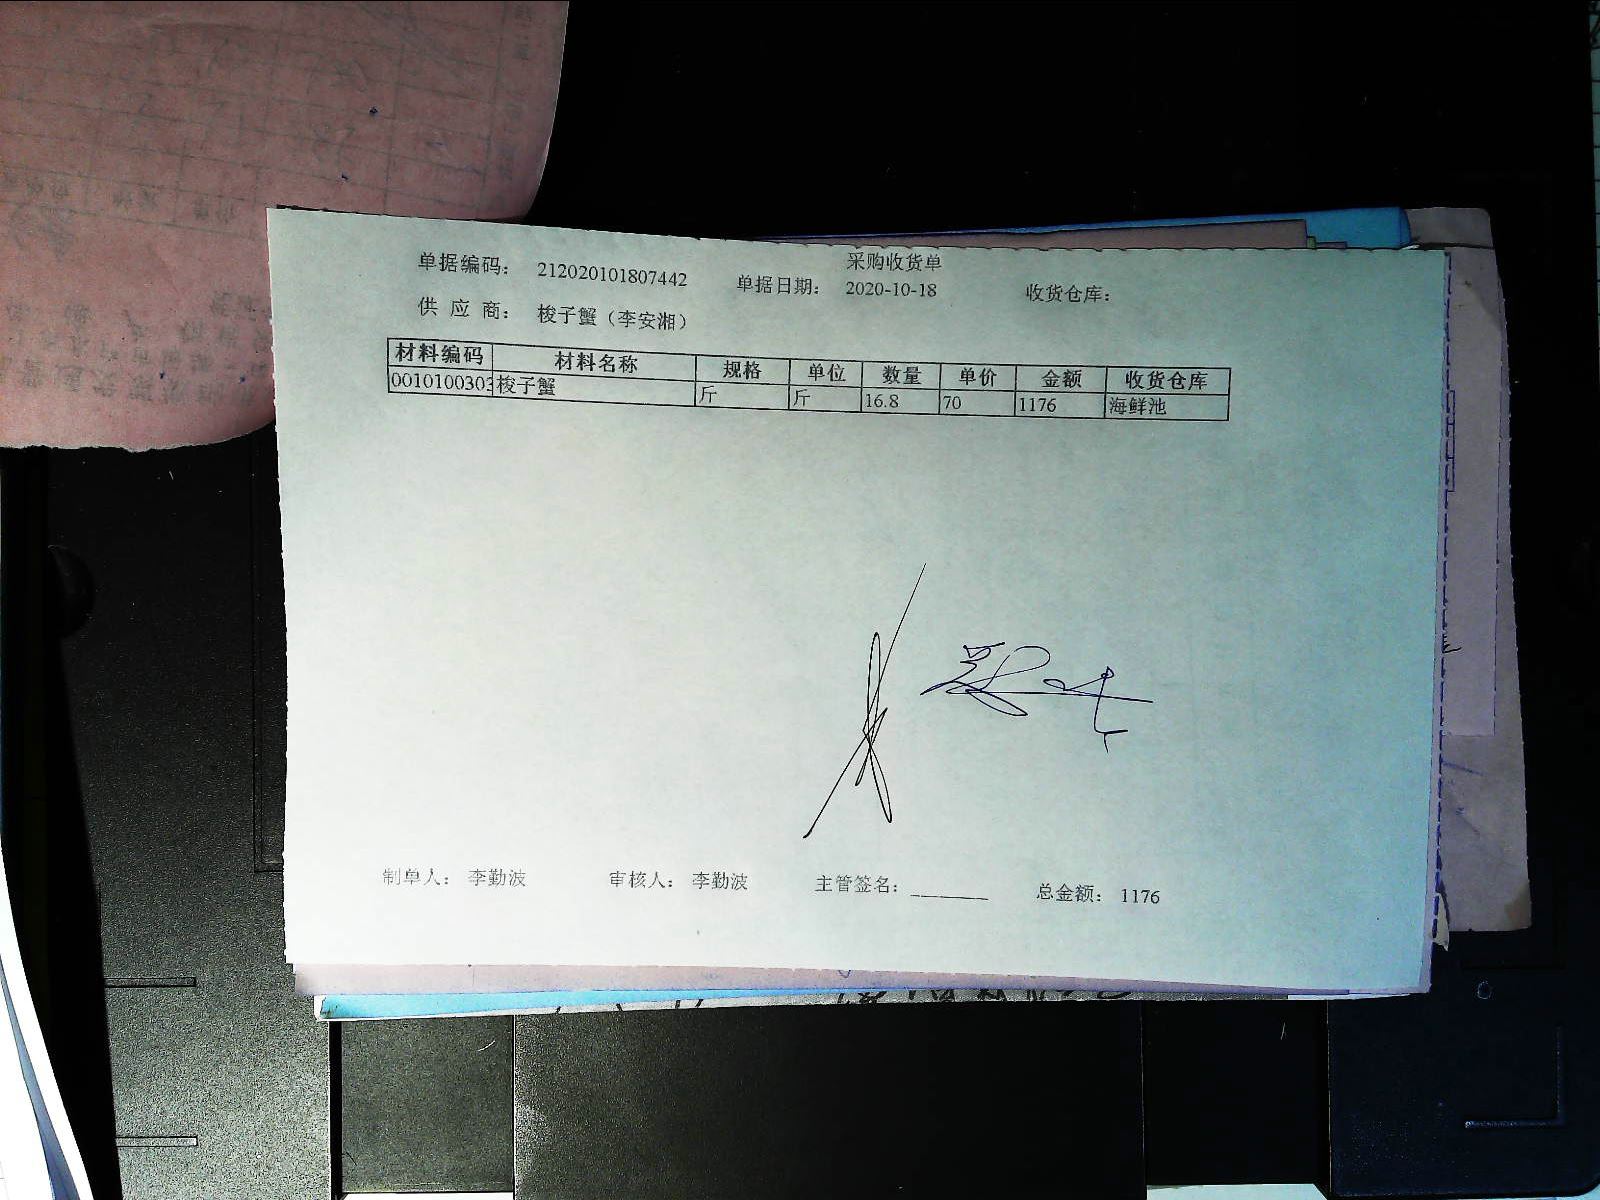 采购收货单
单据编码: 212020101807442 单据日期: 2020-10-18 收货仓库:
供 应 商: 梭子蟹（李安湘）
材料编码 材料名称 规格 单位 数量 单价 金额 收货仓库
0010100303 梭子蟹 斤 斤 16.8 70 1176 海鲜池
制单人: 李勤波 审核人: 李勤波 主管签名: ________ 总金额: 1176